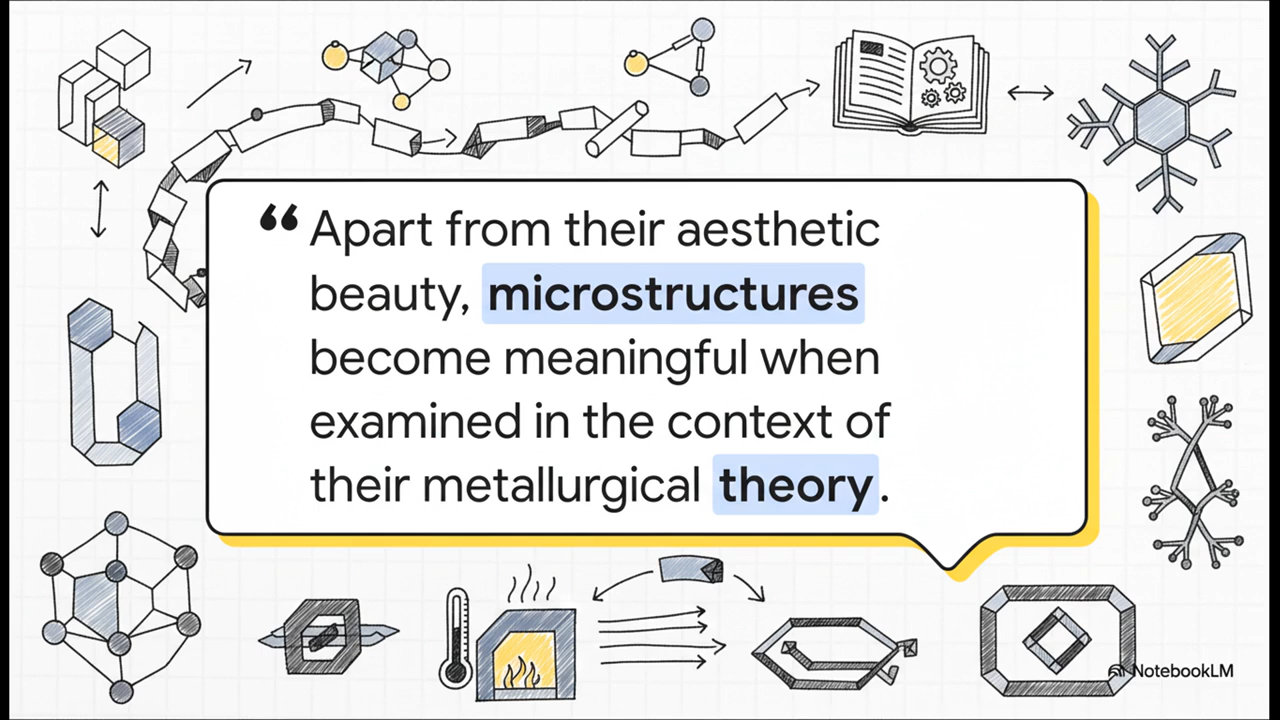 “ Apart from their aesthetic
beauty, microstructures
become meaningful when
examined in the context of
their metallurgical theory.
NotebookLM